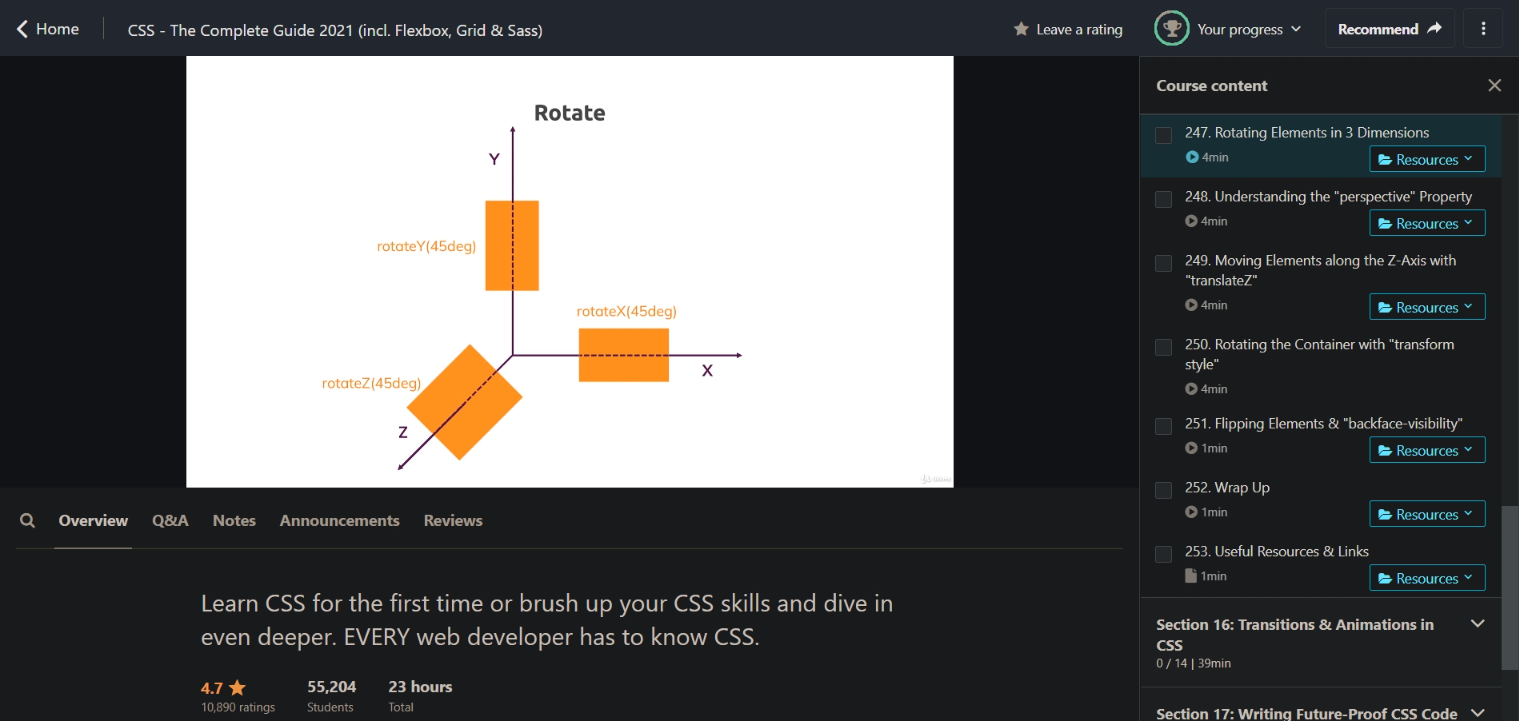 Home
CSS - The Complete Guide 2021 (incl. Flexbox, Grid & Sass)
Leave a rating
Your progress
Recommend
Rotate
Y
rotateY(45deg)
rotateX(45deg)
X
rotateZ(45deg)
Z
Course content
247. Rotating Elements in 3 Dimensions
4min
Resources
248. Understanding the "perspective" Property
4min
Resources
249. Moving Elements along the Z-Axis with
"translateZ"
4min
Resources
250. Rotating the Container with "transform
style"
4min
251. Flipping Elements & "backface-visibility"
1min
Resources
252. Wrap Up
1min
Resources
253. Useful Resources & Links
1min
Resources
Section 16: Transitions & Animations in
CSS
0 / 14 | 39min
Section 17: Writing Future-Proof CSS Code
Overview
Q&A
Notes
Announcements
Reviews
Learn CSS for the first time or brush up your CSS skills and dive in
even deeper. EVERY web developer has to know CSS.
4.7
10,890 ratings
55,204
Students
23 hours
Total